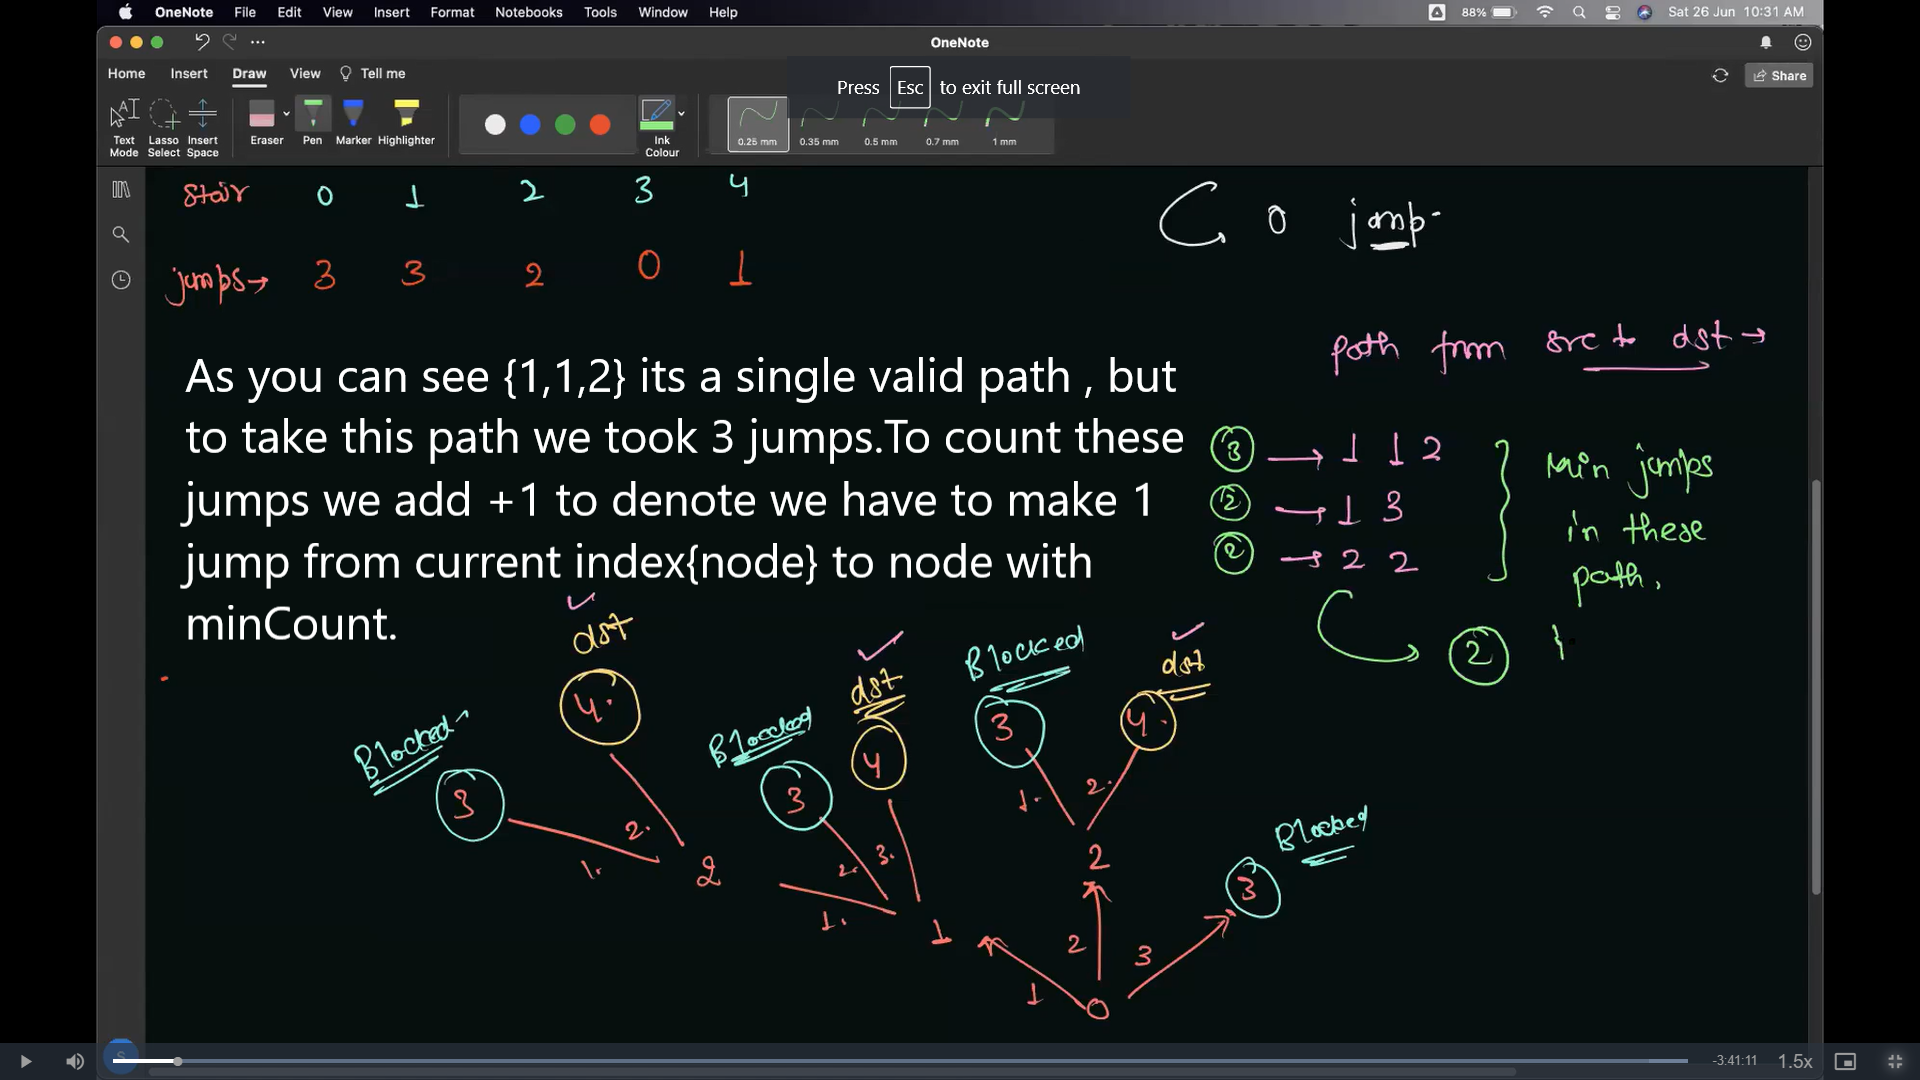 OneNote File Edit View Insert Format Notebooks Tools Window Help 88% Sat 26 Jun 10:31 AM
OneNote
Home Insert Draw View Tell me Share
Press Esc to exit full screen
Text Mode Lasso Select Insert Space Eraser Pen Marker Highlighter Ink Colour 0.25 mm 0.35 mm 0.5 mm 0.7 mm 1 mm
Stair 0 1 2 3 4
0 jump
jumps → 3 3 2 0 1
path from src to dst →
As you can see {1,1,2} its a single valid path , but
to take this path we took 3 jumps.To count these
jumps we add +1 to denote we have to make 1
jump from current index{node} to node with
minCount.
3 → 1 1 2
2 → 1 3
2 → 2 2
Min jumps
in these
path.
2
dst
4
Blocked
3
2. 1. 2
Blocked
3
dst
4
2. 3.
1. 1
Blocked
3
dst
4
1. 2.
2
Blocked
3
1 2 3
0
-3:41:11 1.5x